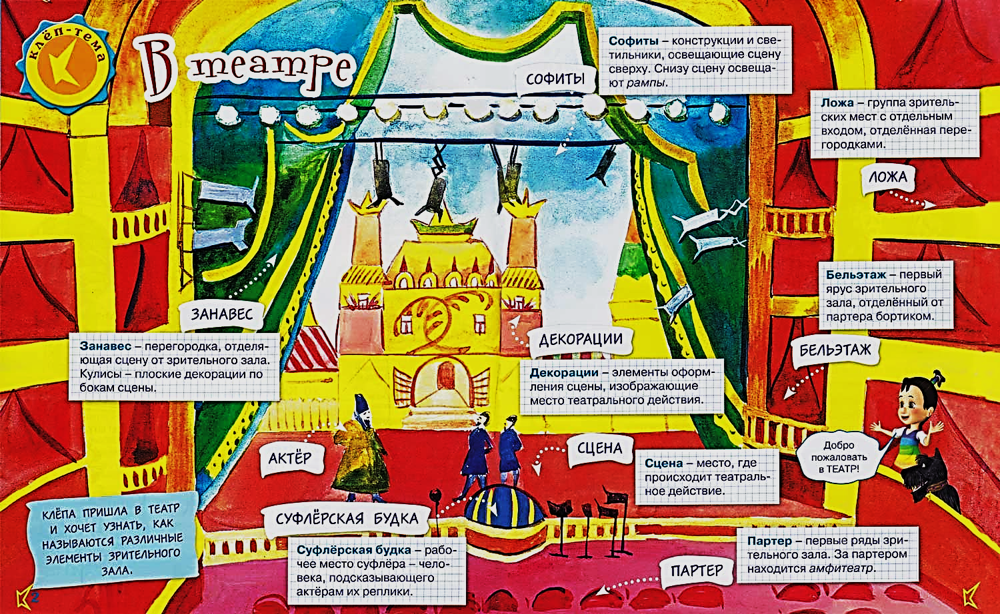 клёп-тема
В театре
СОФИТЫ
Софиты – конструкции и све-
тильники, освещающие сцену
сверху. Снизу сцену освеща-
ют рампы.
Ложа – группа зритель-
ских мест с отдельным
входом, отделённая пере-
городками.
ЛОЖА
Бельэтаж – первый
ярус зрительного
зала, отделённый от
партера бортиком.
БЕЛЬЭТАЖ
ЗАНАВЕС
Занавес – перегородка, отделя-
ющая сцену от зрительного зала.
Кулисы – плоские декорации по
бокам сцены.
ДЕКОРАЦИИ
Декорации – элементы оформ-
ления сцены, изображающие
место театрального действия.
АКТЁР
СЦЕНА
Сцена – место, где
происходит театраль-
ное действие.
Добро
пожаловать
в ТЕАТР!
КЛЁПА ПРИШЛА В ТЕАТР
И ХОЧЕТ УЗНАТЬ, КАК
НАЗЫВАЮТСЯ РАЗЛИЧНЫЕ
ЭЛЕМЕНТЫ ЗРИТЕЛЬНОГО
ЗАЛА.
СУФЛЁРСКАЯ БУДКА
Суфлёрская будка – рабо-
чее место суфлёра – чело-
века, подсказывающего
актёрам их реплики.
ПАРТЕР
Партер – первые ряды зри-
тельного зала. За партером
находится амфитеатр.
2